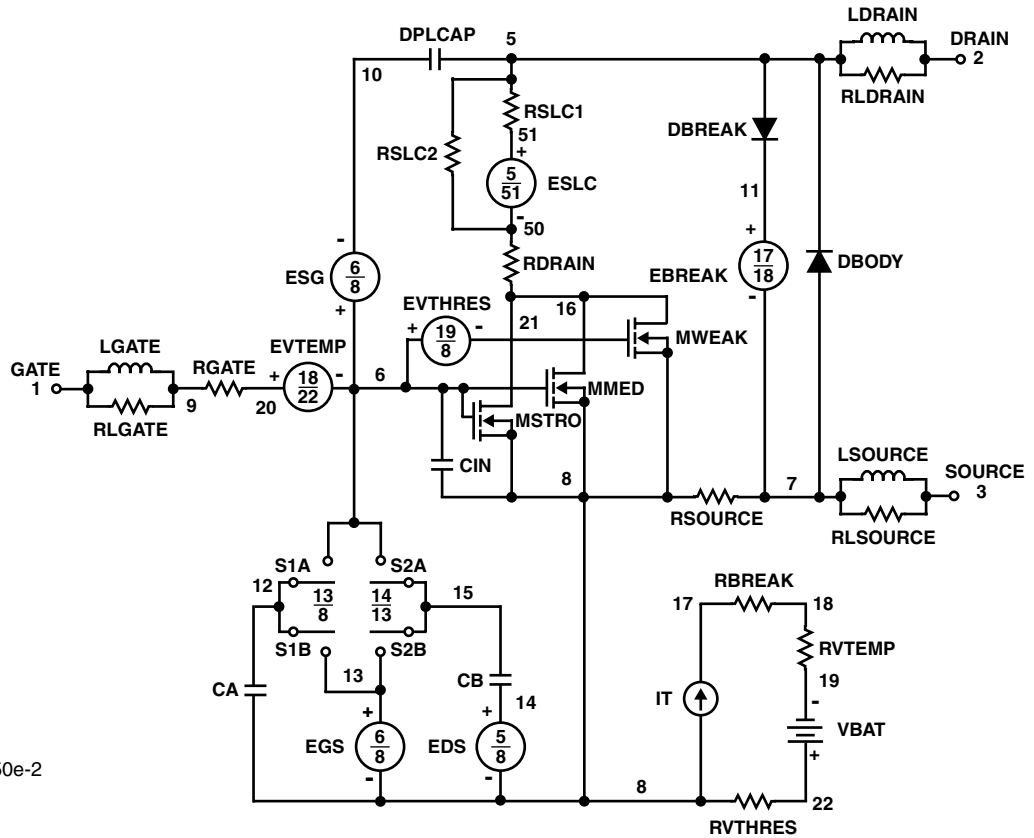 LDRAIN
DPLCAP 5 DRAIN
10 2
RSLC1 RLDRAIN
51 DBREAK
RSLC2 +
5
51 ESLC 11
-
50
- +
RDRAIN 17
18 DBODY
6
8 ESG EBREAK
+ -
EVTHRES 16
+ 19
8 - 21 MWEAK
LGATE EVTEMP
GATE RGATE + 18
22 - 6 MMED
1 9 20
RLGATE MSTRO
CIN LSOURCE
8 7 SOURCE
3
RSOURCE RLSOURCE
S1A S2A
12 13
8 14
13 15
RBREAK
17 18
S1B S2B RVTEMP
13 CB 19
CA 14 IT -
+ + VBAT
EGS 6
8 EDS 5
8 +
- - 8 22
RVTHRES
50e-2